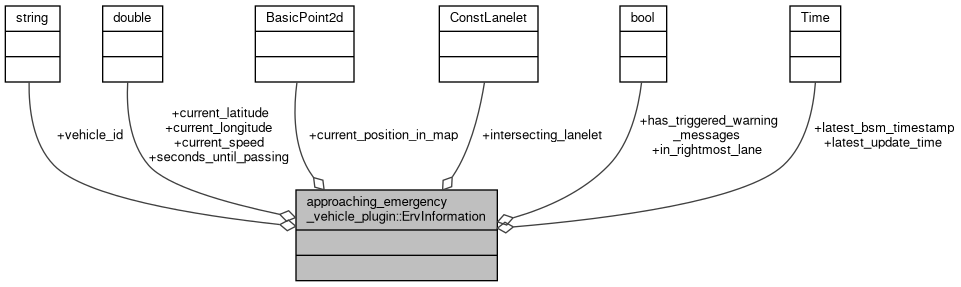 string
double
BasicPoint2d
ConstLanelet
bool
Time
+vehicle_id
+current_latitude
+current_longitude
+current_speed
+seconds_until_passing
+current_position_in_map
+intersecting_lanelet
+has_triggered_warning
_messages
+in_rightmost_lane
+latest_bsm_timestamp
+latest_update_time
approaching_emergency
_vehicle_plugin::ErvInformation